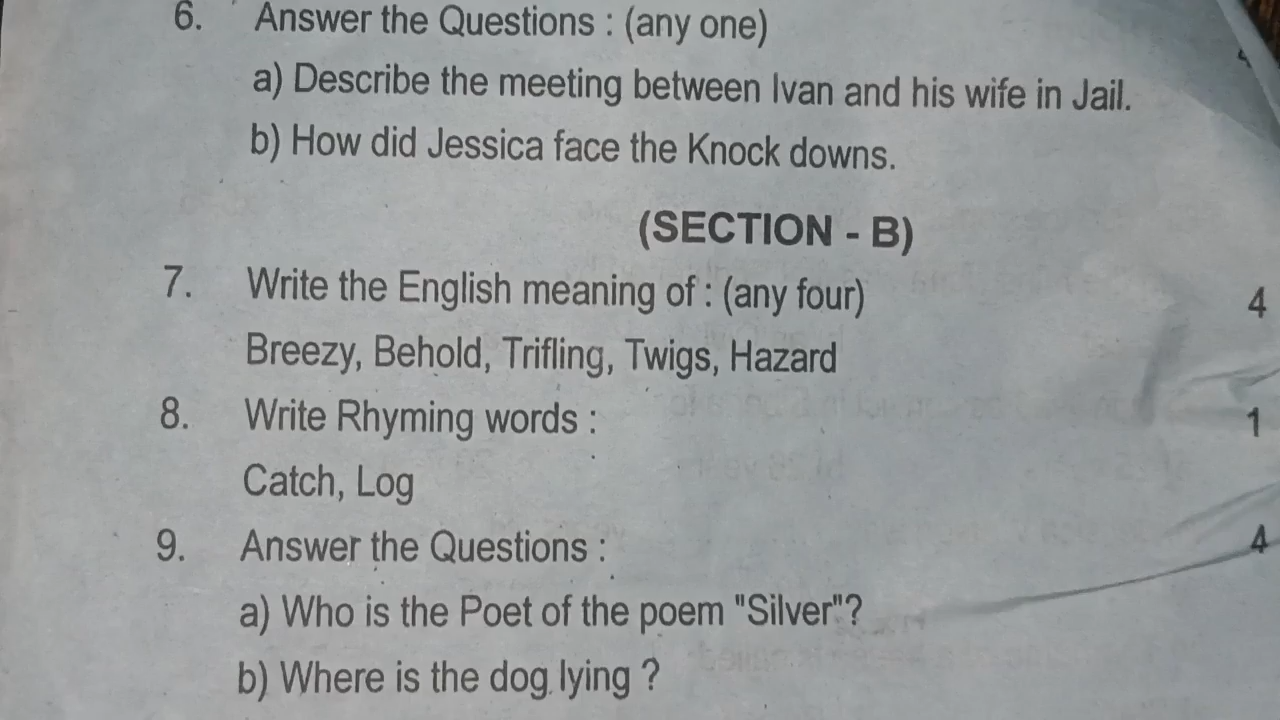 6. Answer the Questions : (any one)
a) Describe the meeting between Ivan and his wife in Jail.
b) How did Jessica face the Knock downs.
(SECTION - B)
7. Write the English meaning of : (any four) 4
Breezy, Behold, Trifling, Twigs, Hazard
8. Write Rhyming words : 1
Catch, Log
9. Answer the Questions : 4
a) Who is the Poet of the poem "Silver"?
b) Where is the dog lying ?